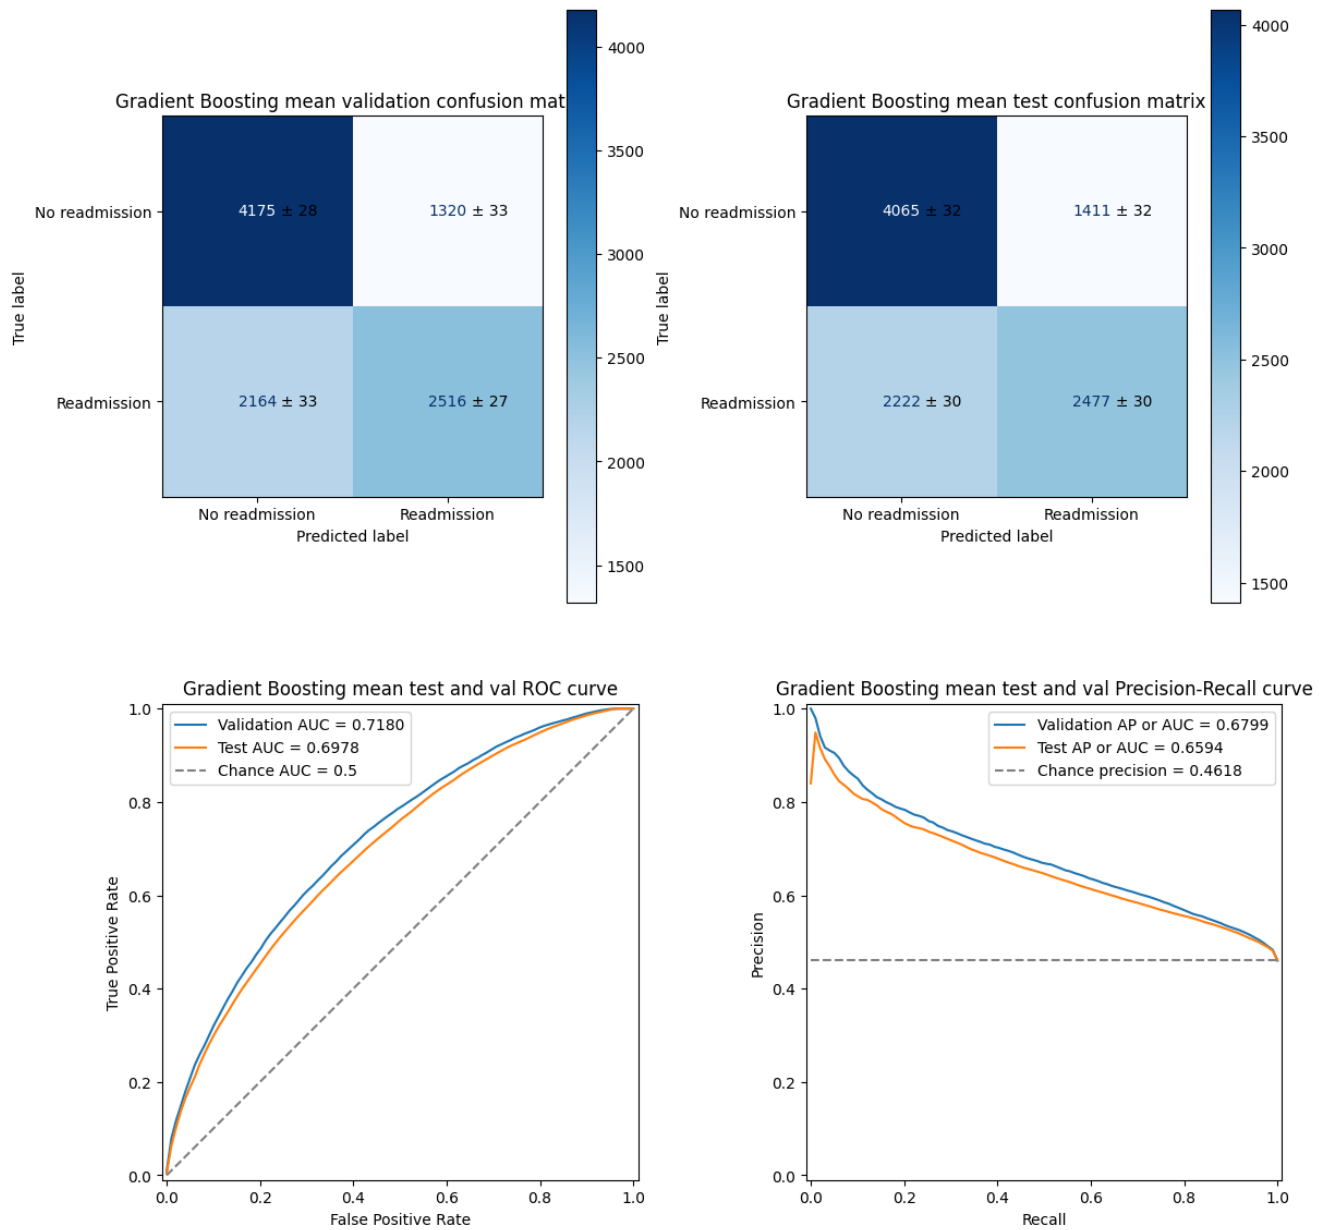 Gradient Boosting mean validation confusion mat
True label
No readmission
Readmission
4175 ± 28
1320 ± 33
2164 ± 33
2516 ± 27
No readmission
Readmission
Predicted label
4000
3500
3000
2500
2000
1500
Gradient Boosting mean test confusion matrix
True label
No readmission
Readmission
4065 ± 32
1411 ± 32
2222 ± 30
2477 ± 30
No readmission
Readmission
Predicted label
4000
3500
3000
2500
2000
1500
Gradient Boosting mean test and val ROC curve
Validation AUC = 0.7180
Test AUC = 0.6978
Chance AUC = 0.5
True Positive Rate
1.0
0.8
0.6
0.4
0.2
0.0
0.0
0.2
0.4
0.6
0.8
1.0
False Positive Rate
Gradient Boosting mean test and val Precision-Recall curve
Validation AP or AUC = 0.6799
Test AP or AUC = 0.6594
Chance precision = 0.4618
Precision
1.0
0.8
0.6
0.4
0.2
0.0
0.0
0.2
0.4
0.6
0.8
1.0
Recall